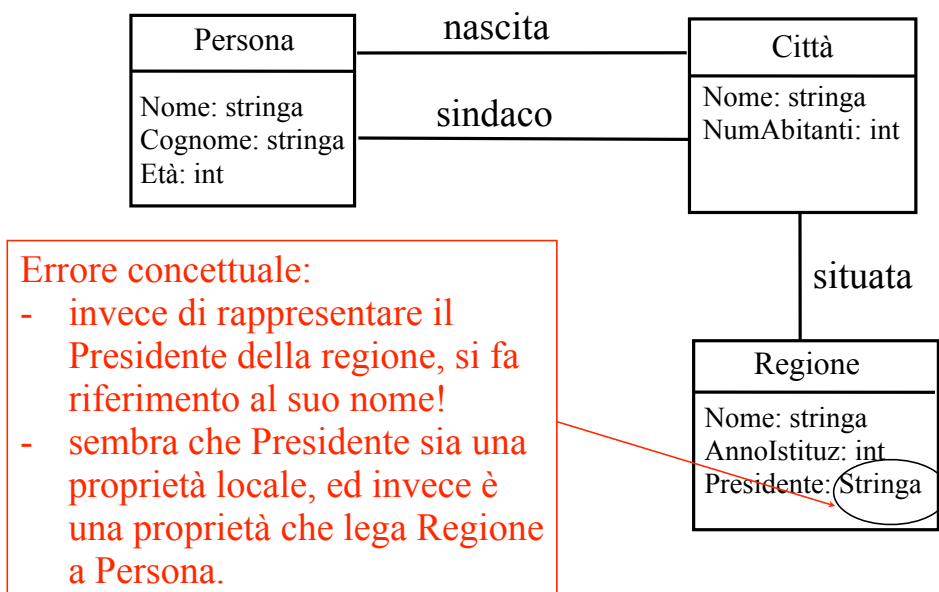 Persona
Nome: stringa
Cognome: stringa
Età: int
nascita
sindaco
Città
Nome: stringa
NumAbitanti: int
situata
Regione
Nome: stringa
AnnoIstituz: int
Presidente: Stringa
Errore concettuale:
- invece di rappresentare il
Presidente della regione, si fa
riferimento al suo nome!
- sembra che Presidente sia una
proprietà locale, ed invece è
una proprietà che lega Regione
a Persona.